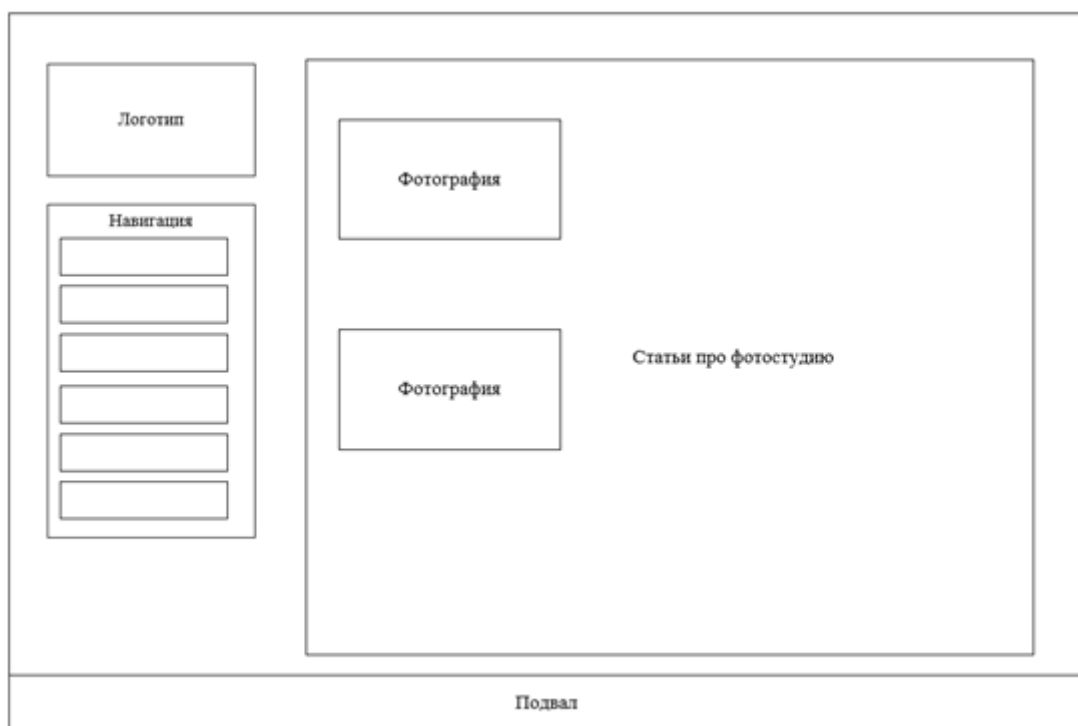 Логотип
Навигация
Фотография
Фотография
Статьи про фотостудию
Подвал